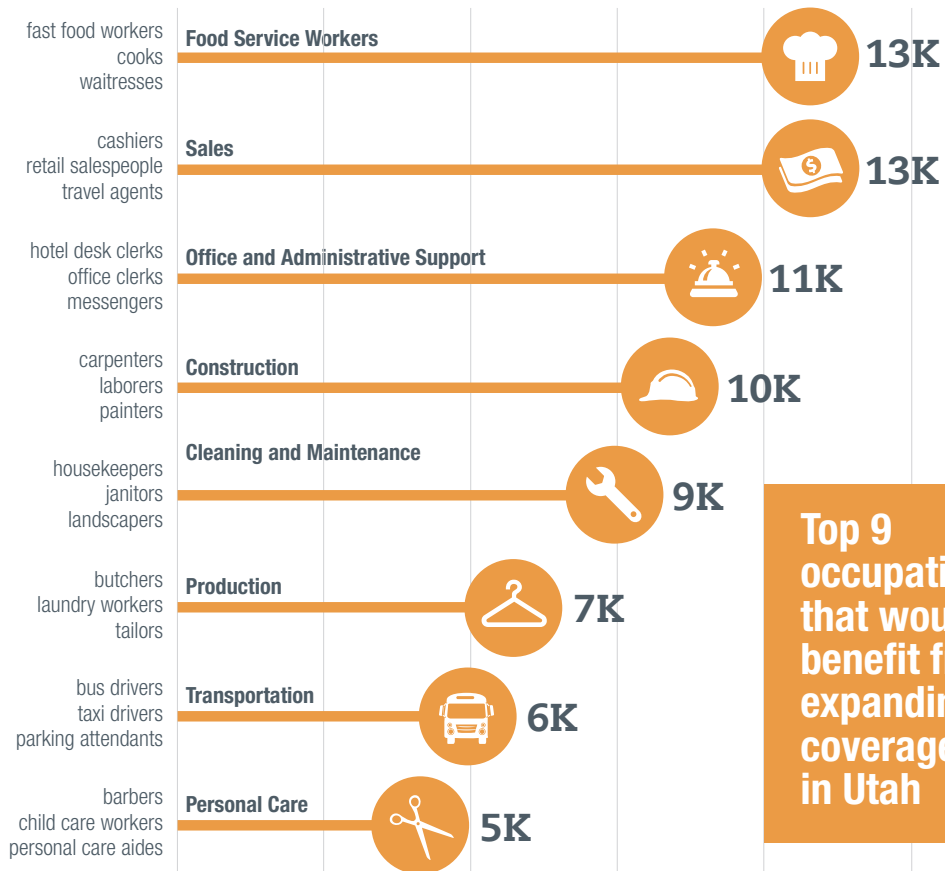 fast food workers
cooks
waitresses
Food Service Workers
13K
cashiers
retail salespeople
travel agents
Sales
$
13K
hotel desk clerks
office clerks
messengers
Office and Administrative Support
11K
carpenters
laborers
painters
Construction
10K
housekeepers
janitors
landscapers
Cleaning and Maintenance
9K
butchers
laundry workers
tailors
Production
7K
bus drivers
taxi drivers
parking attendants
Transportation
6K
barbers
child care workers
personal care aides
Personal Care
5K
Top 9
that
benefit
coverage
in Utah